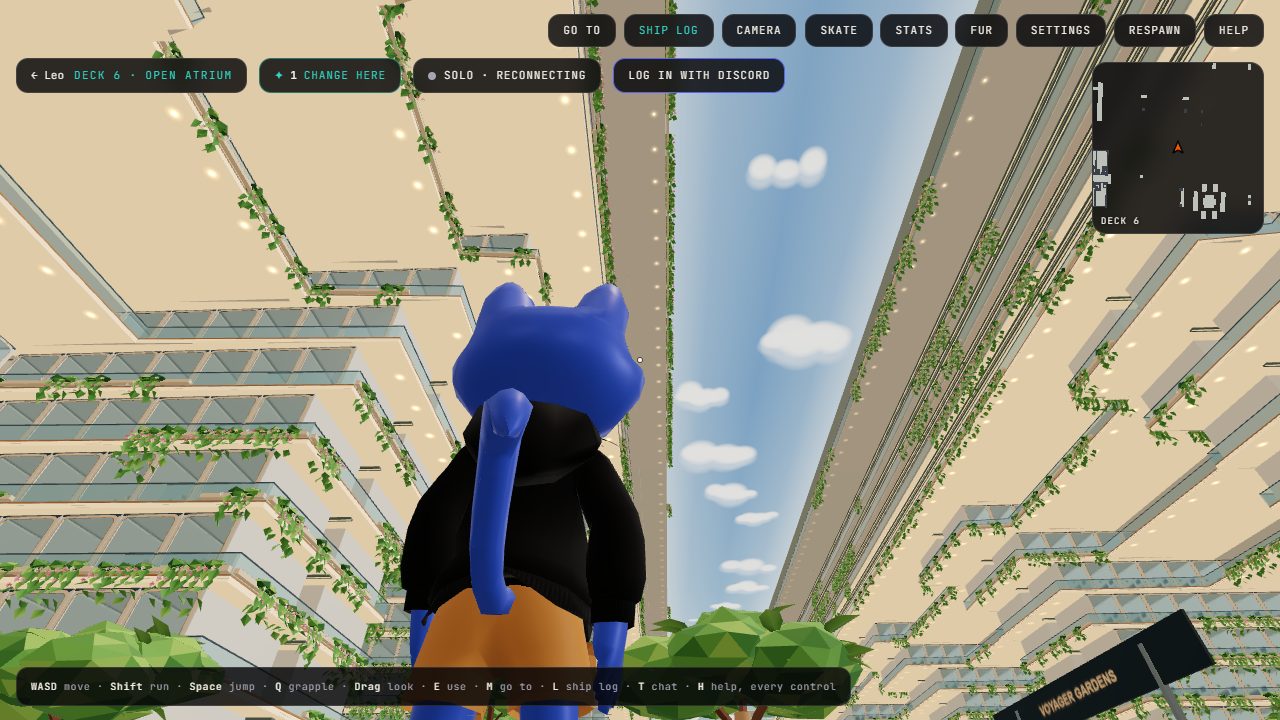 GO TO
SHIP LOG
CAMERA
SKATE
STATS
FUR
SETTINGS
RESPAWN
HELP
← Leo DECK 6 · OPEN ATRIUM
✦ 1 CHANGE HERE
SOLO · RECONNECTING
LOG IN WITH DISCORD
DECK 6
VOYAGER GARDENS
WASD move · Shift run · Space jump · Q grapple · Drag look · E use · M go to · L ship log · T chat · H help, every control